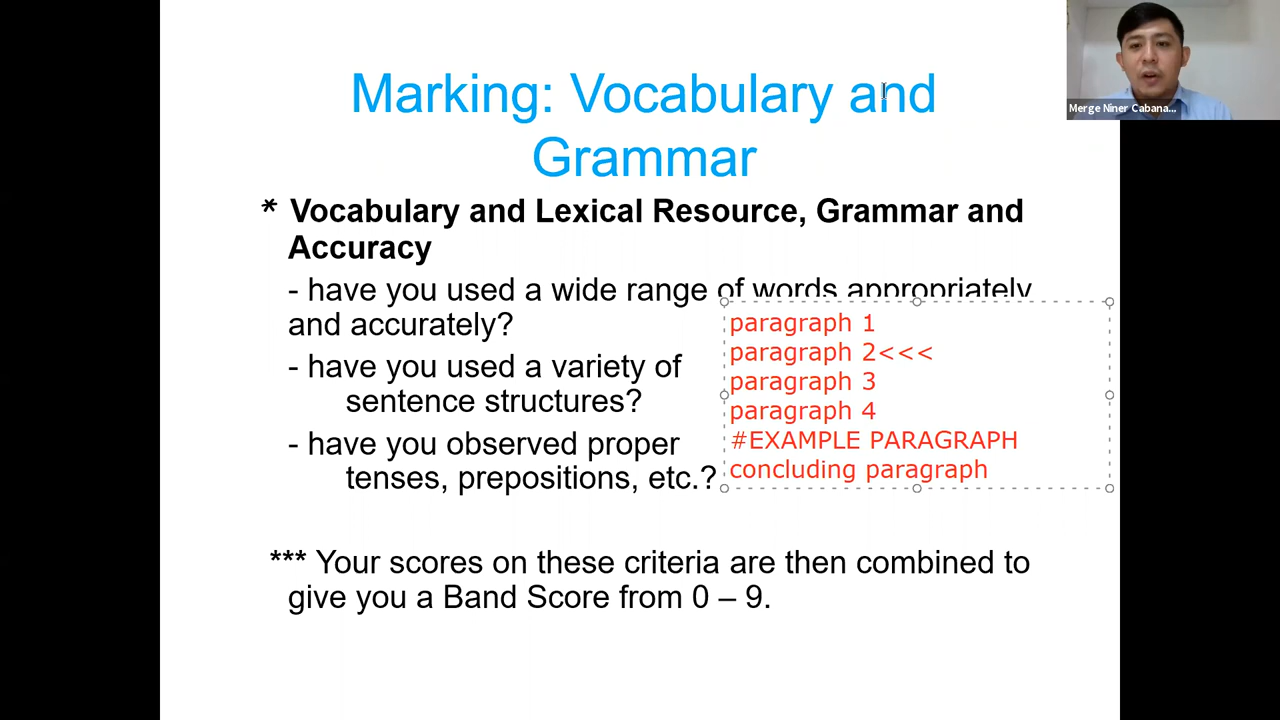 Marking: Vocabulary and
Grammar
* Vocabulary and Lexical Resource, Grammar and
Accuracy
- have you used a wide range of words appropriately
and accurately?
- have you used a variety of
sentence structures?
- have you observed proper
tenses, prepositions, etc.?
paragraph 1
paragraph 2<<<
paragraph 3
paragraph 4
#EXAMPLE PARAGRAPH
concluding paragraph
*** Your scores on these criteria are then combined to
give you a Band Score from 0 – 9.
Merge Niner Cabana...